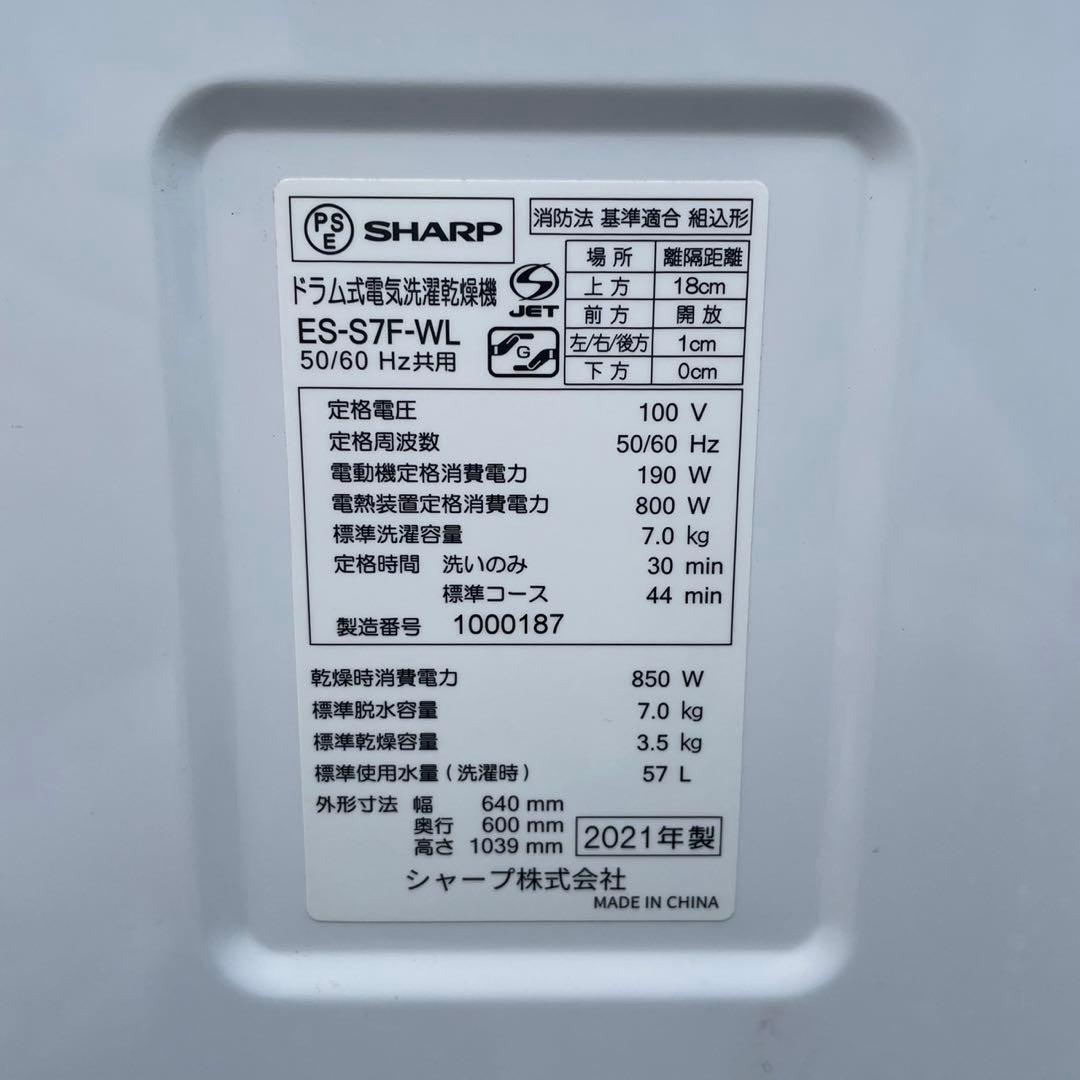 PSE SHARP
消防法 基準適合 組込形
ドラム式電気洗濯乾燥機
ES-S7F-WL
50/60 Hz共用
JET
G
場所 離隔距離
上方 18cm
前方 開放
左/右/後方 1cm
下方 0cm
定格電圧 100 V
定格周波数 50/60 Hz
電動機定格消費電力 190 W
電熱装置定格消費電力 800 W
標準洗濯容量 7.0 kg
定格時間 洗いのみ 30 min
標準コース 44 min
製造番号 1000187
乾燥時消費電力 850 W
標準脱水容量 7.0 kg
標準乾燥容量 3.5 kg
標準使用水量(洗濯時) 57 L
外形寸法 幅 640 mm
奥行 600 mm
高さ 1039 mm
2021年製
シャープ株式会社
MADE IN CHINA